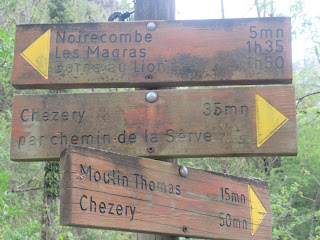 Noirecombe 5mn
Les Magras 1h35
Borne au Lion 1h50
Chezery 35mn
par chemin de la Serve
Moulin Thomas 15mn
Chezery 50mn